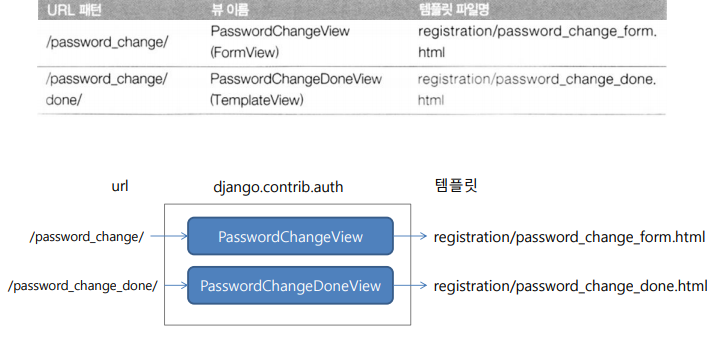 URL 패턴 뷰 이름 템플릿 파일명
/password_change/ PasswordChangeView registration/password_change_form.
(FormView) html
/password_change/ PasswordChangeDoneView registration/password_change_done.
done/ (TemplateView) html
url django.contrib.auth 템플릿
/password_change/ PasswordChangeView registration/password_change_form.html
/password_change_done/ PasswordChangeDoneView registration/password_change_done.html